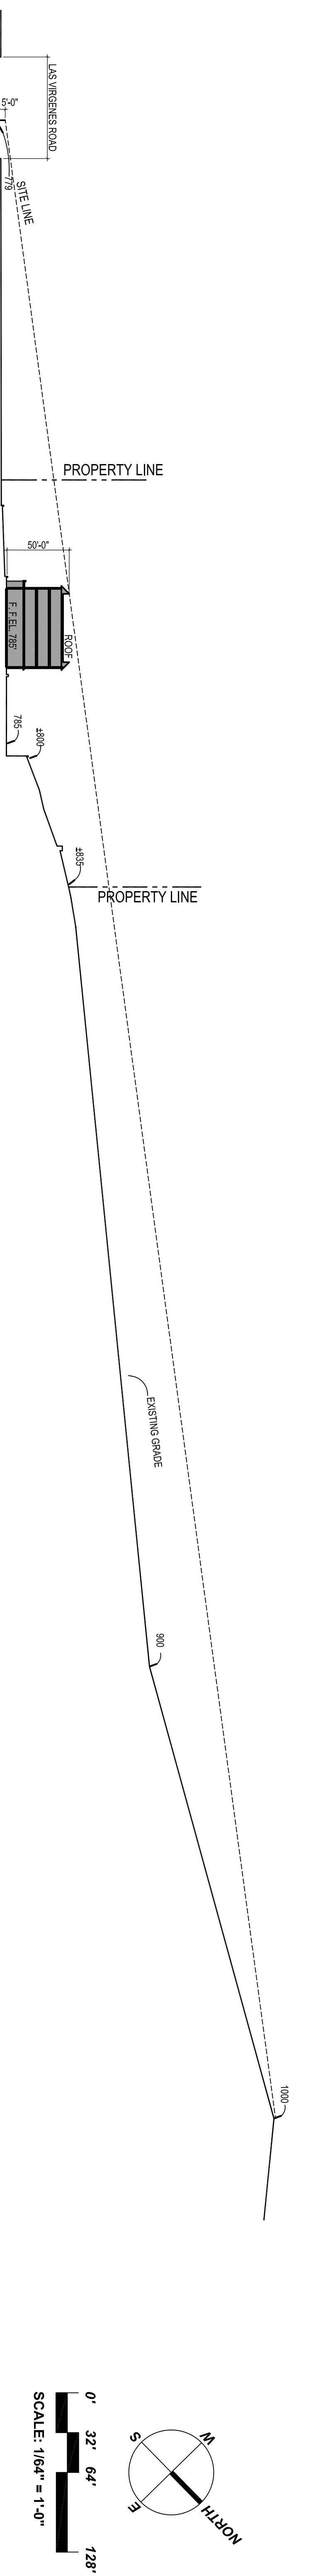 LAS VIRGENES ROAD
5'-0"
779
SITE LINE
PROPERTY LINE
50'-0"
F. F.EL. 785'
ROOF
785
±800
±835
PROPERTY LINE
EXISTING GRADE
900
1000
0' 32' 64' 128'
SCALE: 1/64" = 1'-0"
W
S
E
NORTH